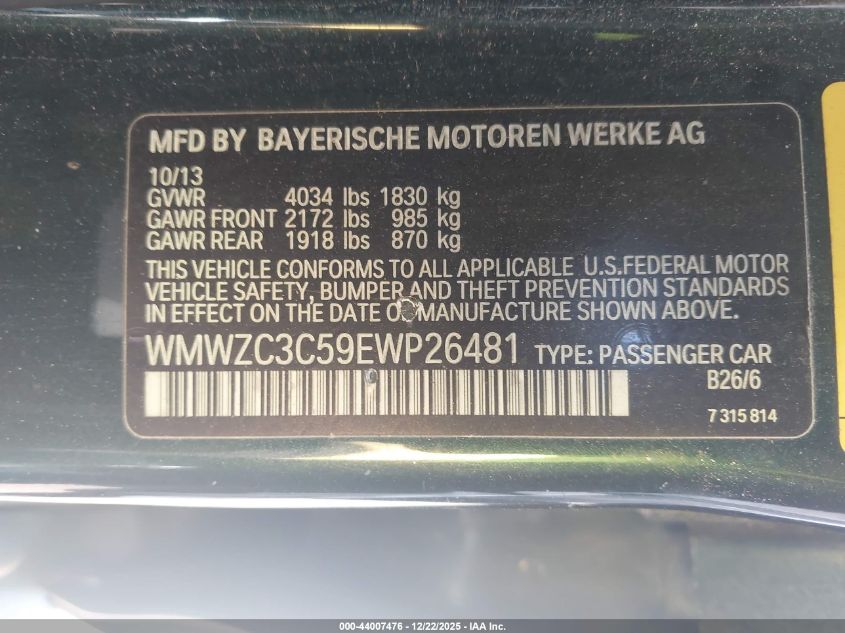 MFD BY BAYERISCHE MOTOREN WERKE AG
10/13
GVWR 4034 lbs 1830 kg
GAWR FRONT 2172 lbs 985 kg
GAWR REAR 1918 lbs 870 kg
THIS VEHICLE CONFORMS TO ALL APPLICABLE U.S.FEDERAL MOTOR
VEHICLE SAFETY, BUMPER AND THEFT PREVENTION STANDARDS
IN EFFECT ON THE DATE OF MANUFACTURE SHOWN ABOVE.
WMWZC3C59EWP26481 TYPE: PASSENGER CAR
B26/6
7 315 814
000-44007476 - 12/22/2025 - IAA Inc.